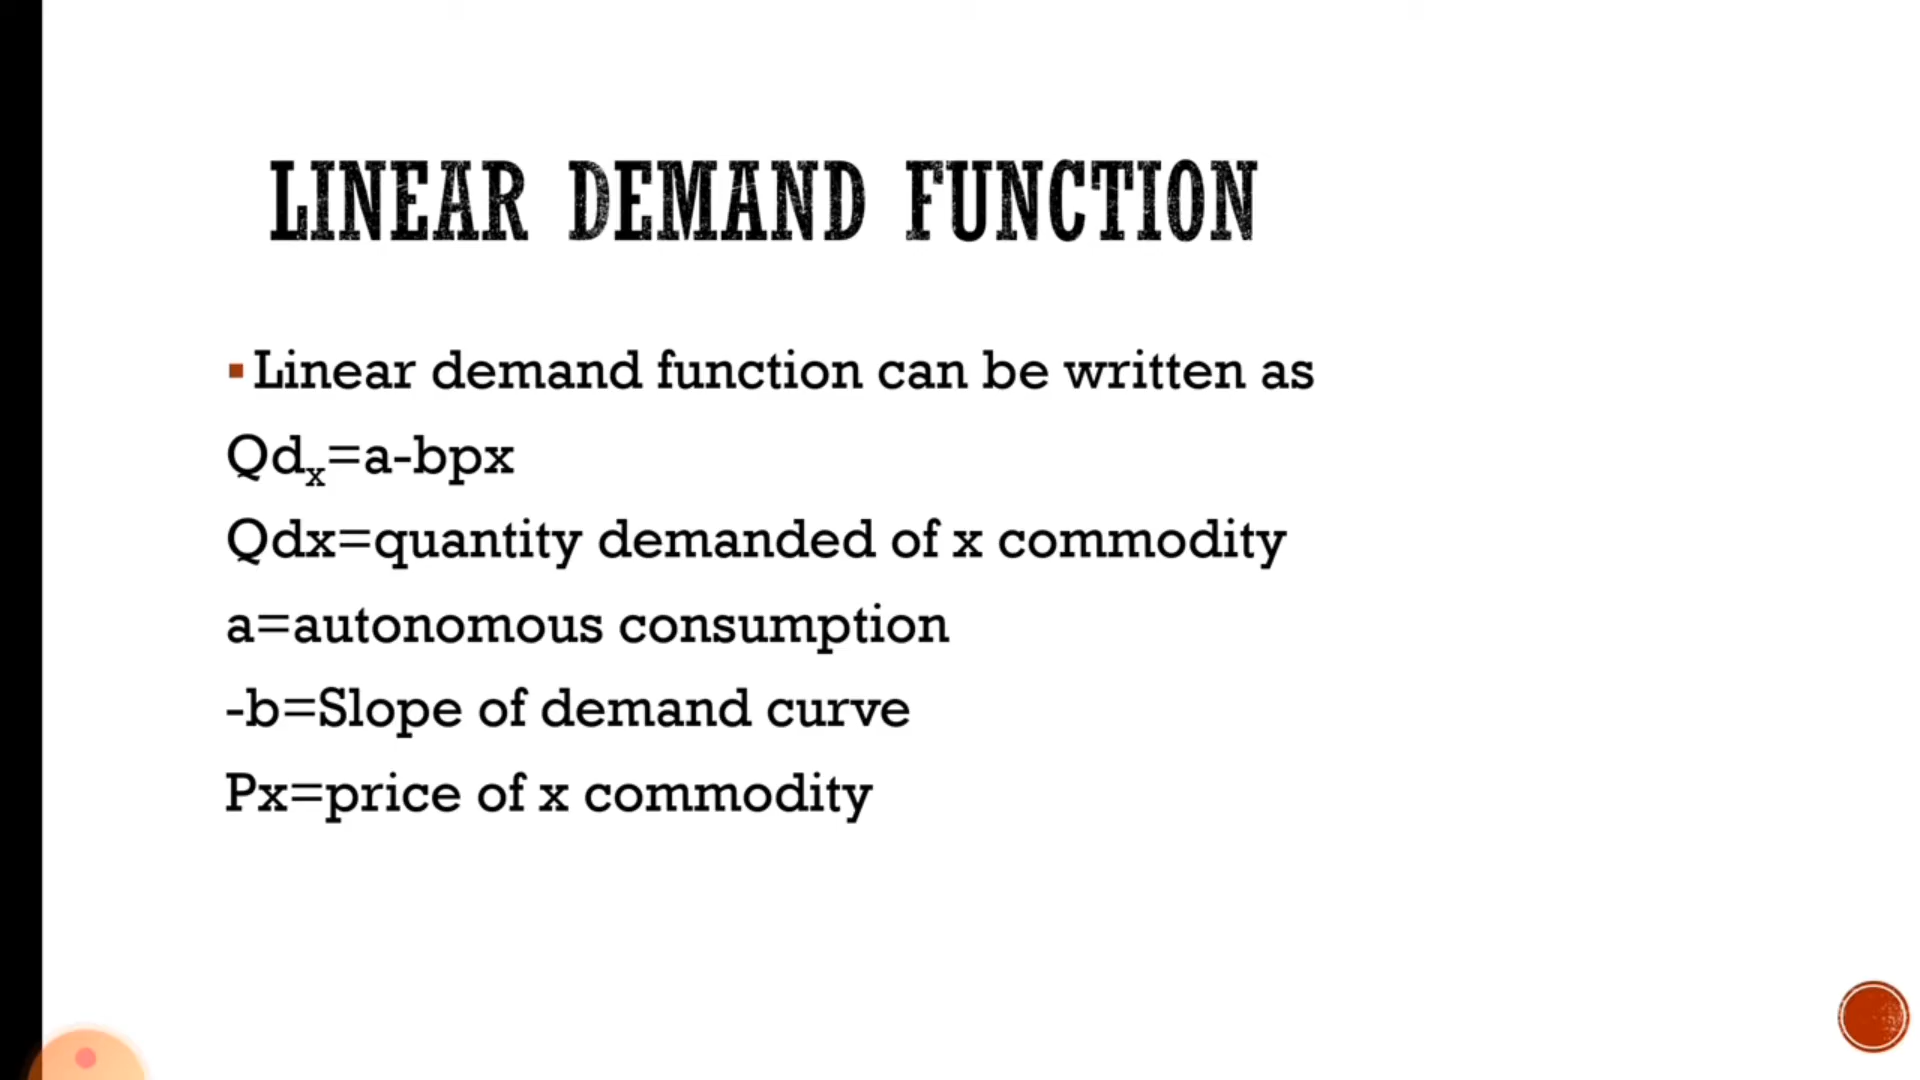 LINEAR DEMAND FUNCTION
▪Linear demand function can be written as
Qdₓ=a-bpx
Qdx=quantity demanded of x commodity
a=autonomous consumption
-b=Slope of demand curve
Px=price of x commodity